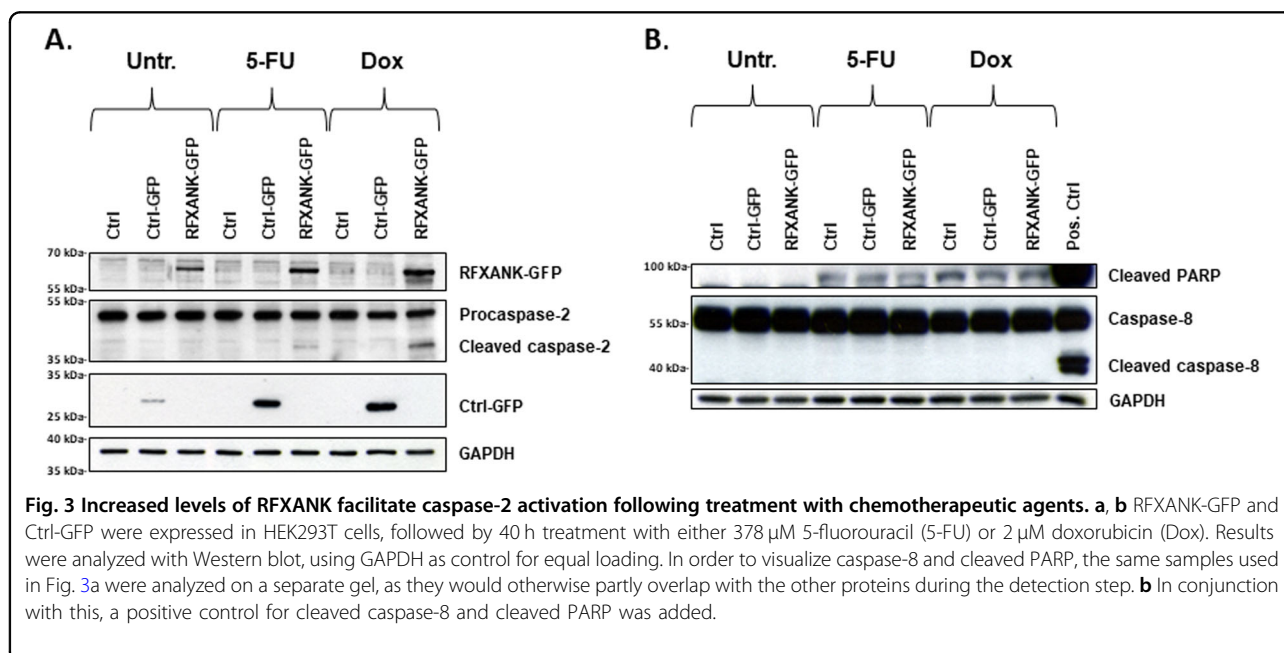 A.
Untr. 5-FU Dox
Ctrl Ctrl-GFP RFXANK-GFP Ctrl Ctrl-GFP RFXANK-GFP Ctrl Ctrl-GFP RFXANK-GFP
70 kDa-
RFXANK-GFP
55 kDa-
55 kDa-
Procaspase-2
Cleaved caspase-2
35 kDa-
35 kDa-
Ctrl-GFP
25 kDa-
40 kDa-
GAPDH
35 kDa-
B.
Untr. 5-FU Dox
Ctrl Ctrl-GFP RFXANK-GFP Ctrl Ctrl-GFP RFXANK-GFP Ctrl Ctrl-GFP RFXANK-GFP Pos. Ctrl
100 kDa-
Cleaved PARP
55 kDa-
Caspase-8
40 kDa-
Cleaved caspase-8
GAPDH
Fig. 3 Increased levels of RFXANK facilitate caspase-2 activation following treatment with chemotherapeutic agents. a, b RFXANK-GFP and
Ctrl-GFP were expressed in HEK293T cells, followed by 40 h treatment with either 378 µM 5-fluorouracil (5-FU) or 2 µM doxorubicin (Dox). Results
were analyzed with Western blot, using GAPDH as control for equal loading. In order to visualize caspase-8 and cleaved PARP, the same samples used
in Fig. 3a were analyzed on a separate gel, as they would otherwise partly overlap with the other proteins during the detection step. b In conjunction
with this, a positive control for cleaved caspase-8 and cleaved PARP was added.